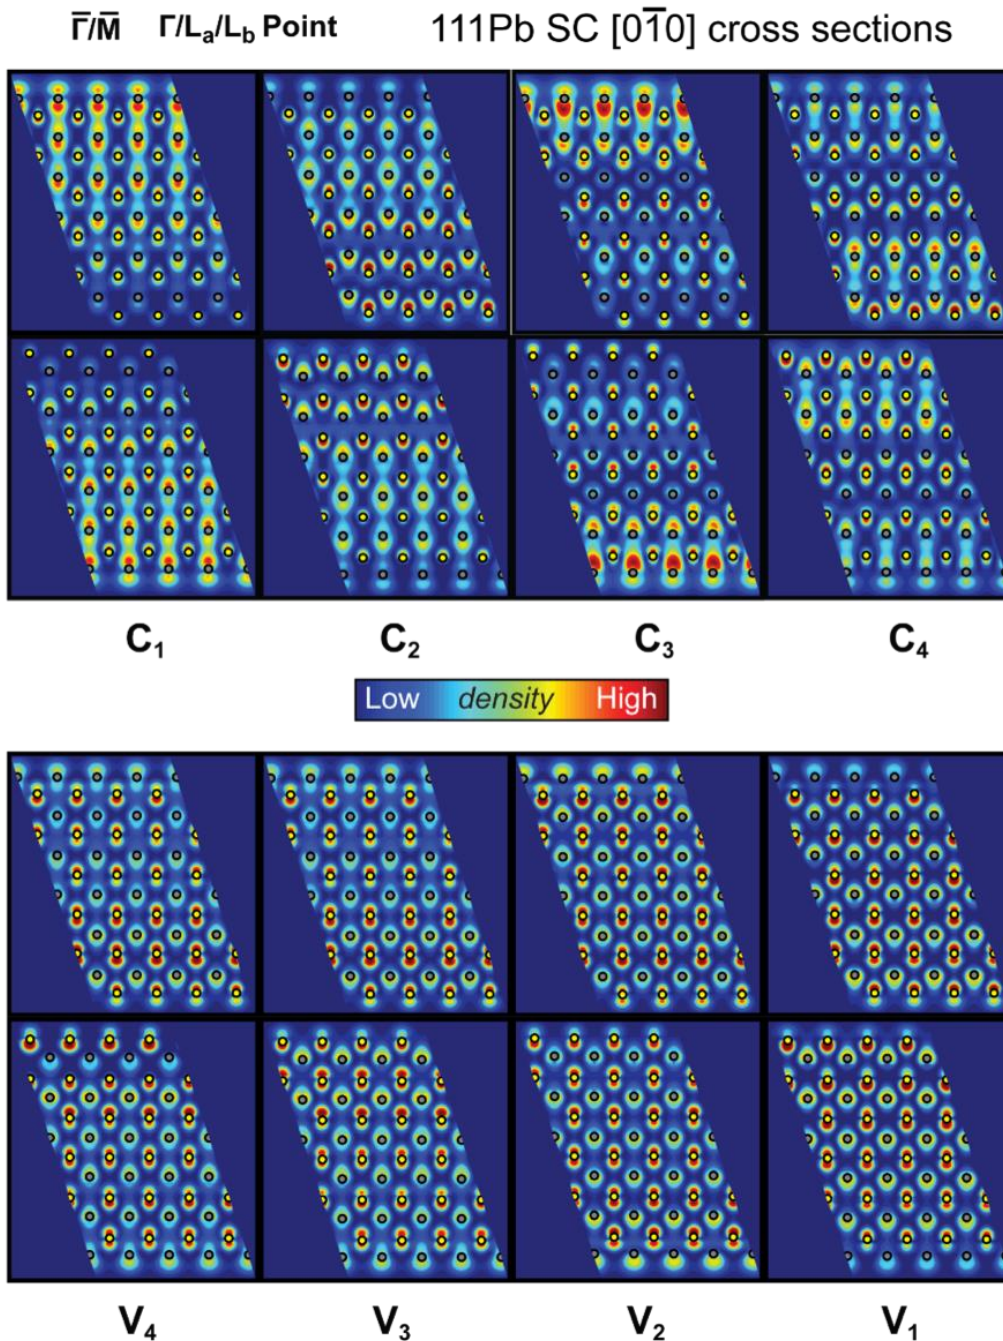 Γ̅/M̅ Γ/Lₐ/L_b Point 111Pb SC [01̅0] cross sections
C₁ C₂ C₃ C₄
Low density High
V₄ V₃ V₂ V₁